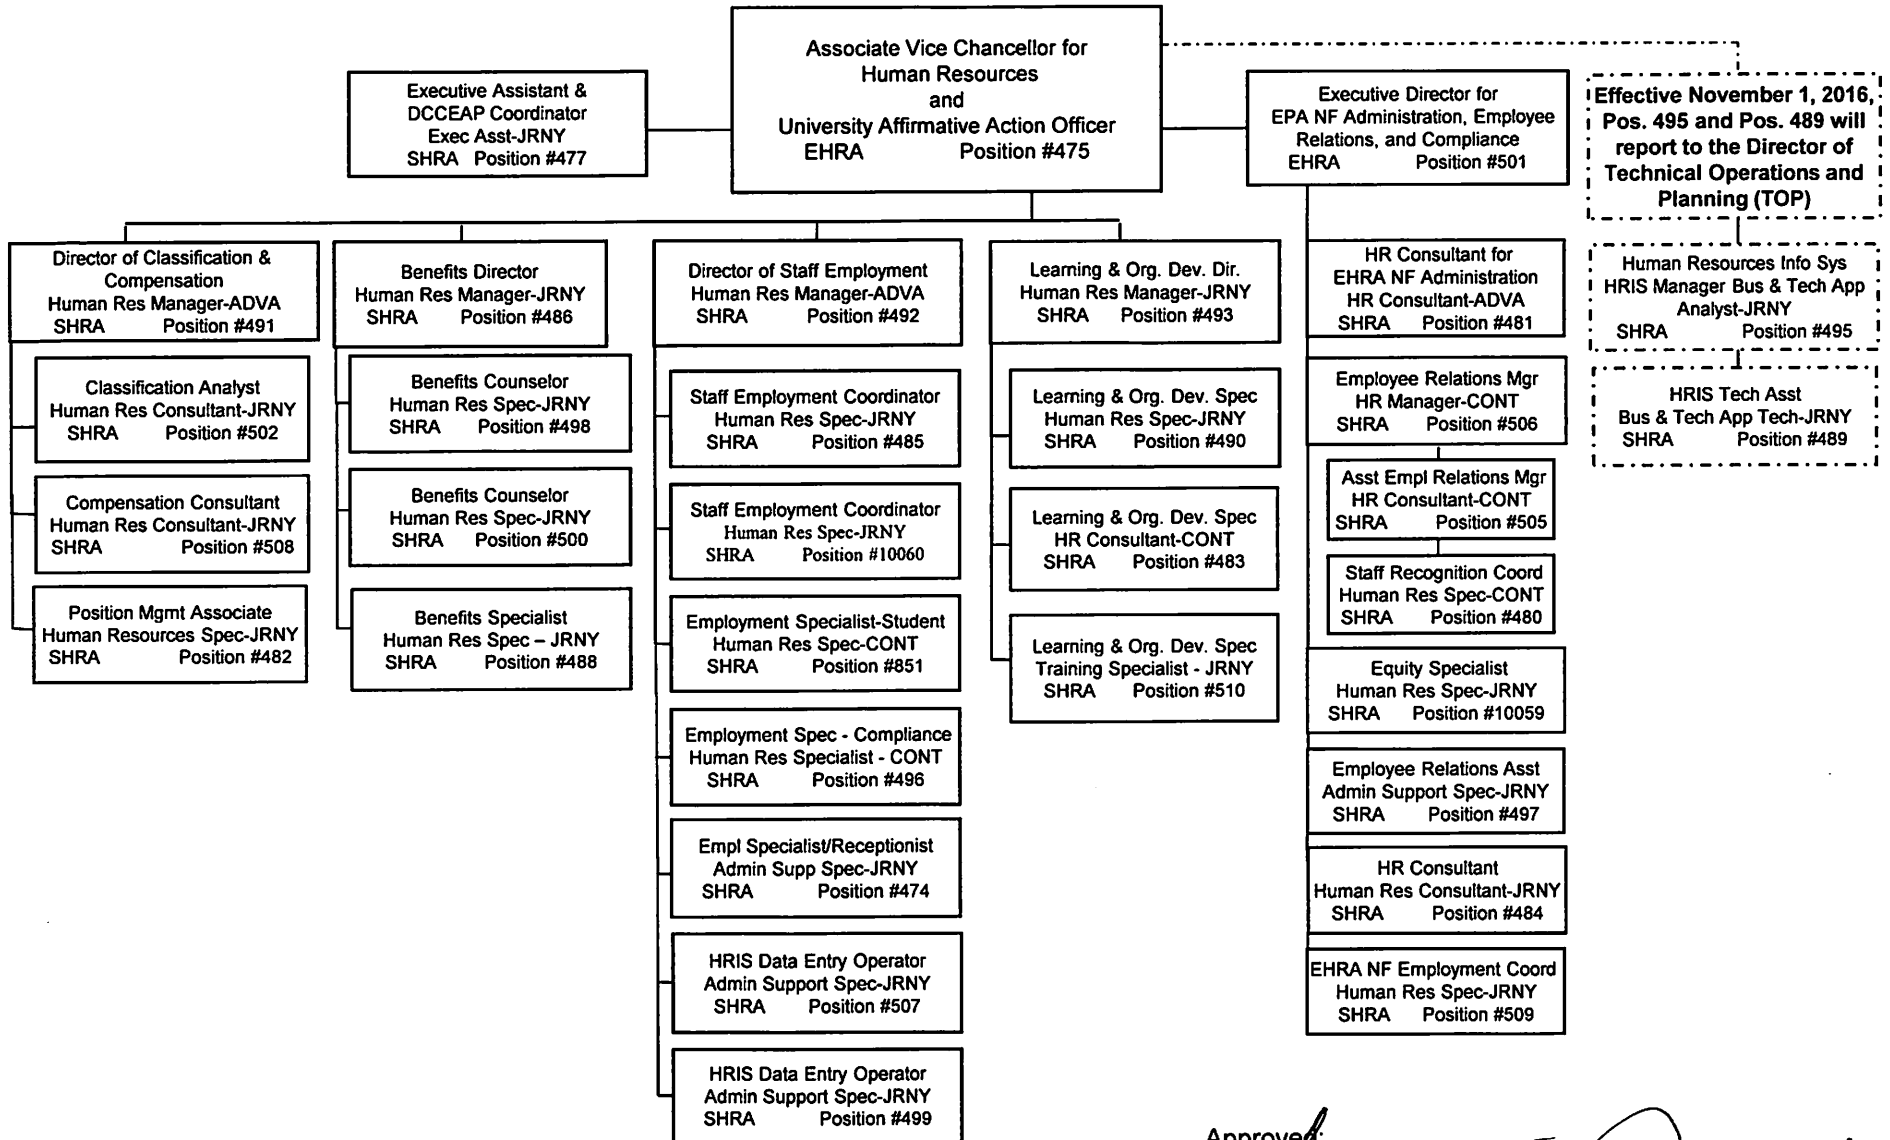 Associate Vice Chancellor for
Human Resources
and
University Affirmative Action Officer
EHRA Position #475
Executive Assistant &
DCCEAP Coordinator
Exec Asst-JRNY
SHRA Position #477
Executive Director for
EPA NF Administration, Employee
Relations, and Compliance
EHRA Position #501
Effective November 1, 2016,
Pos. 495 and Pos. 489 will
report to the Director of
Technical Operations and
Planning (TOP)
Director of Classification &
Compensation
Human Res Manager-ADVA
SHRA Position #491
Classification Analyst
Human Res Consultant-JRNY
SHRA Position #502
Compensation Consultant
Human Res Consultant-JRNY
SHRA Position #508
Position Mgmt Associate
Human Resources Spec-JRNY
SHRA Position #482
Benefits Director
Human Res Manager-JRNY
SHRA Position #486
Benefits Counselor
Human Res Spec-JRNY
SHRA Position #498
Benefits Counselor
Human Res Spec-JRNY
SHRA Position #500
Benefits Specialist
Human Res Spec – JRNY
SHRA Position #488
Director of Staff Employment
Human Res Manager-ADVA
SHRA Position #492
Staff Employment Coordinator
Human Res Spec-JRNY
SHRA Position #485
Staff Employment Coordinator
Human Res Spec-JRNY
SHRA Position #10060
Employment Specialist-Student
Human Res Spec-CONT
SHRA Position #851
Employment Spec - Compliance
Human Res Specialist - CONT
SHRA Position #496
Empl Specialist/Receptionist
Admin Supp Spec-JRNY
SHRA Position #474
HRIS Data Entry Operator
Admin Support Spec-JRNY
SHRA Position #507
HRIS Data Entry Operator
Admin Support Spec-JRNY
SHRA Position #499
Learning & Org. Dev. Dir.
Human Res Manager-JRNY
SHRA Position #493
Learning & Org. Dev. Spec
Human Res Spec-JRNY
SHRA Position #490
Learning & Org. Dev. Spec
HR Consultant-CONT
SHRA Position #483
Learning & Org. Dev. Spec
Training Specialist - JRNY
SHRA Position #510
HR Consultant for
EHRA NF Administration
HR Consultant-ADVA
SHRA Position #481
Employee Relations Mgr
HR Manager-CONT
SHRA Position #506
Asst Empl Relations Mgr
HR Consultant-CONT
SHRA Position #505
Staff Recognition Coord
Human Res Spec-CONT
SHRA Position #480
Equity Specialist
Human Res Spec-JRNY
SHRA Position #10059
Employee Relations Asst
Admin Support Spec-JRNY
SHRA Position #497
HR Consultant
Human Res Consultant-JRNY
SHRA Position #484
EHRA NF Employment Coord
Human Res Spec-JRNY
SHRA Position #509
Human Resources Info Sys
HRIS Manager Bus & Tech App
Analyst-JRNY
SHRA Position #495
HRIS Tech Asst
Bus & Tech App Tech-JRNY
SHRA Position #489
Approved: